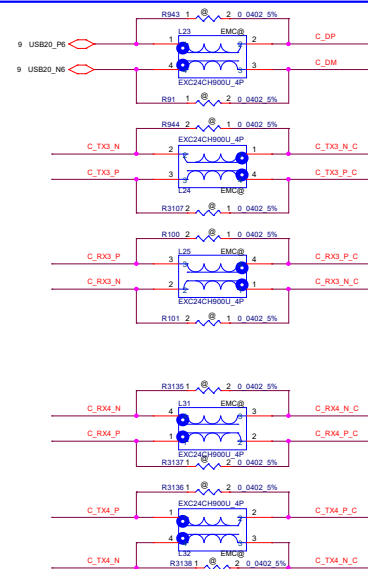 R943 1 @ 2 0_0402_5%
L23 EMC@
9 USB20_P6 1 2 C_DP
9 USB20_N6 4 3 C_DM
EXC24CH900U_4P
R91 1 @ 2 0_0402_5%
R944 2 @ 1 0_0402_5%
EXC24CH900U_4P
C_TX3_N 2 1 C_TX3_N_C
C_TX3_P 3 4 C_TX3_P_C
L24 EMC@
R3107 2 @ 1 0_0402_5%
R100 2 @ 1 0_0402_5%
L25 EMC@
C_RX3_P 3 4 C_RX3_P_C
C_RX3_N 2 1 C_RX3_N_C
EXC24CH900U_4P
R101 2 @ 1 0_0402_5%
R3135 1 @ 2 0_0402_5%
L31 EMC@
C_RX4_N 4 3 C_RX4_N_C
C_RX4_P 1 2 C_RX4_P_C
EXC24CH900U_4P
R3137 1 @ 2 0_0402_5%
R3136 1 @ 2 0_0402_5%
EXC24CH900U_4P
C_TX4_P 1 2 C_TX4_P_C
C_TX4_N 4 3 C_TX4_N_C
L32 EMC@
R3138 1 @ 2 0_0402_5%